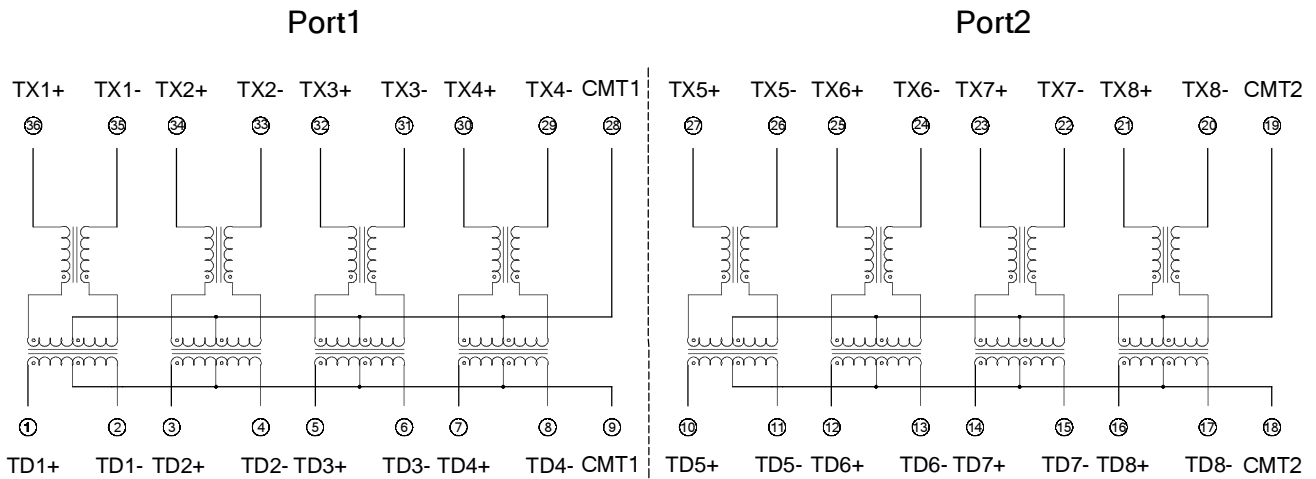 Port1 Port2
TX1+ TX1- TX2+ TX2- TX3+ TX3- TX4+ TX4- CMT1 TX5+ TX5- TX6+ TX6- TX7+ TX7- TX8+ TX8- CMT2
36 35 34 33 32 31 30 29 28 27 26 25 24 23 22 21 20 19
1 2 3 4 5 6 7 8 9 10 11 12 13 14 15 16 17 18
TD1+ TD1- TD2+ TD2- TD3+ TD3- TD4+ TD4- CMT1 TD5+ TD5- TD6+ TD6- TD7+ TD7- TD8+ TD8- CMT2